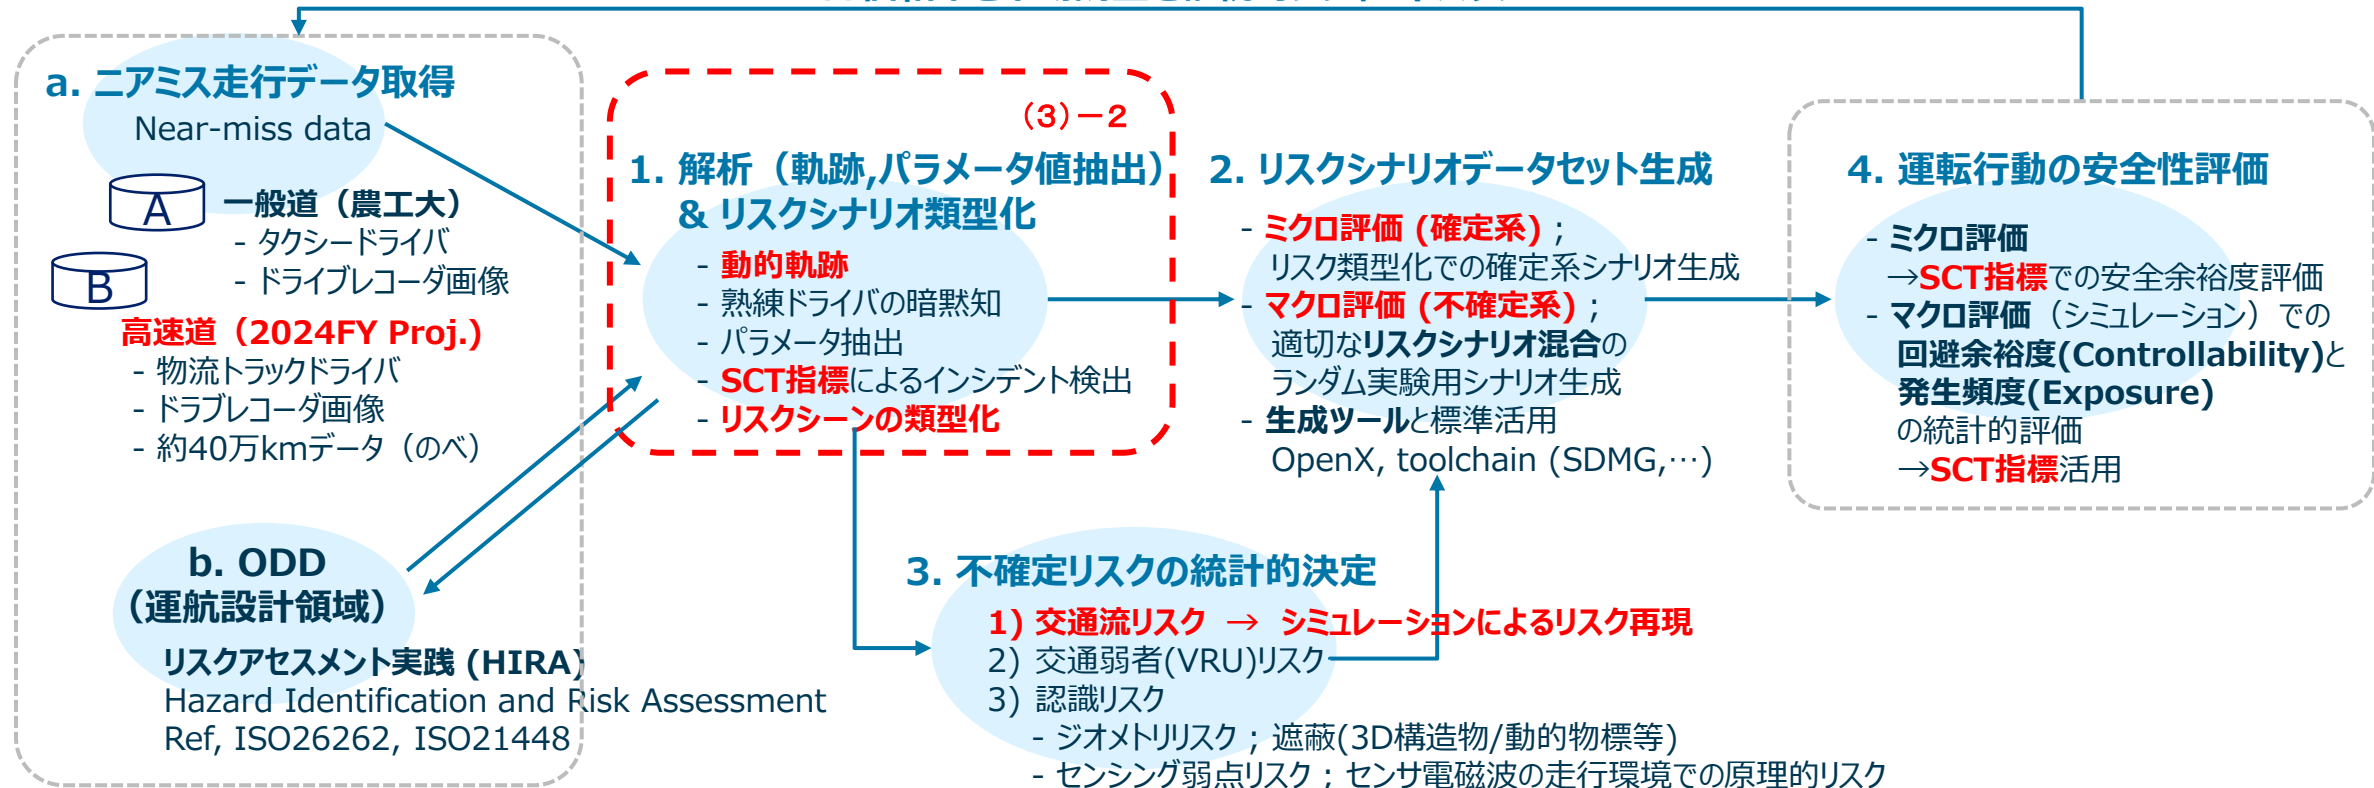 a. ニアミス走行データ取得
Near-miss data
A
一般道（農工大）
- タクシードライバ
- ドライブレコーダ画像
B
高速道（2024FY Proj.)
- 物流トラックドライバ
- ドラブレコーダ画像
- 約40万kmデータ（のべ）
b. ODD
（運航設計領域）
リスクアセスメント実践 (HIRA)
Hazard Identification and Risk Assessment
Ref, ISO26262, ISO21448
（3）－2
1. 解析（軌跡,パラメータ値抽出）
& リスクシナリオ類型化
- 動的軌跡
- 熟練ドライバの暗黙知
- パラメータ抽出
- SCT指標によるインシデント検出
- リスクシーンの類型化
2. リスクシナリオデータセット生成
- ミクロ評価 (確定系)；
リスク類型化での確定系シナリオ生成
- マクロ評価 (不確定系)；
適切なリスクシナリオ混合の
ランダム実験用シナリオ生成
- 生成ツールと標準活用
OpenX, toolchain (SDMG,…)
3. 不確定リスクの統計的決定
1) 交通流リスク → シミュレーションによるリスク再現
2) 交通弱者(VRU)リスク
3) 認識リスク
- ジオメトリリスク；遮蔽(3D構造物/動的物標等)
- センシング弱点リスク；センサ電磁波の走行環境での原理的リスク
4. 運転行動の安全性評価
- ミクロ評価
→SCT指標での安全余裕度評価
- マクロ評価（シミュレーション）での
回避余裕度(Controllability)と
発生頻度(Exposure)
の統計的評価
→SCT指標活用